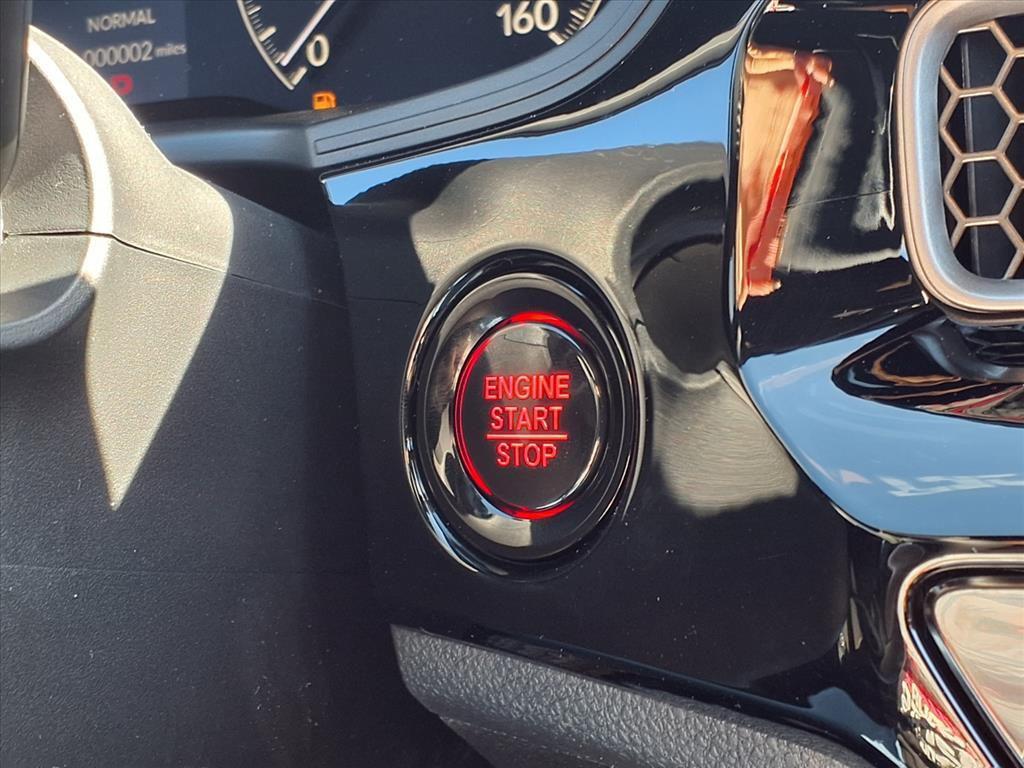 NORMAL
000002 miles
P
0
160
ENGINE
START
STOP